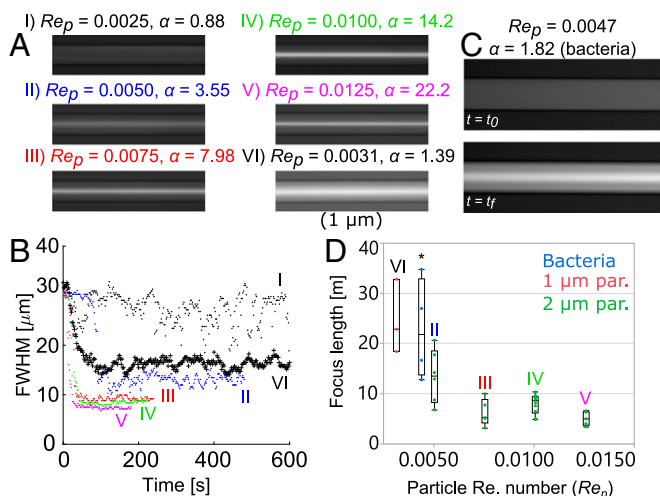 A
I) Rep = 0.0025, α = 0.88
II) Rep = 0.0050, α = 3.55
III) Rep = 0.0075, α = 7.98
IV) Rep = 0.0100, α = 14.2
V) Rep = 0.0125, α = 22.2
VI) Rep = 0.0031, α = 1.39
(1 μm)
C
Rep = 0.0047
α = 1.82 (bacteria)
t = t0
t = tf
B
FWHM [μm]
40
30
20
10
0
I
VI
II
III
IV
V
0 200 400 600
Time [s]
D
Focus length [m]
40
30
20
10
0
Bacteria
1 μm par.
2 μm par.
VI
*
II
III
IV
V
0.0050 0.0100 0.0150
Particle Re. number (Rep)